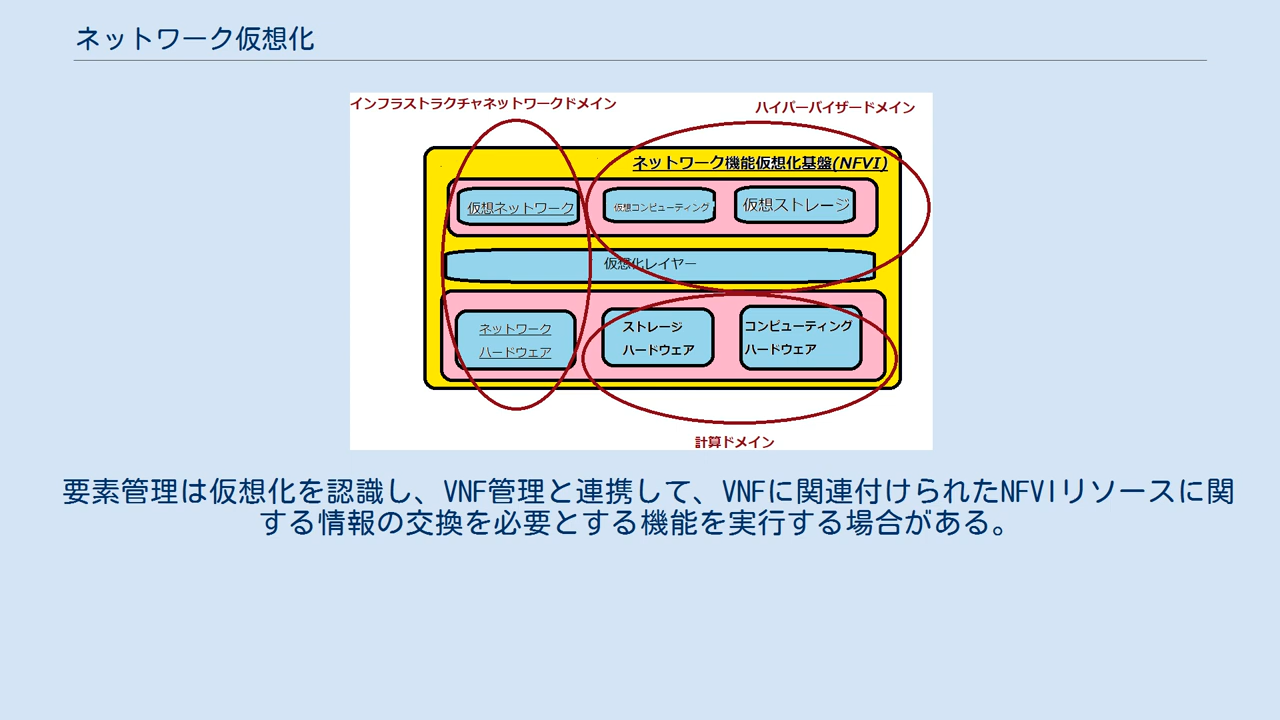 ネットワーク仮想化
インフラストラクチャネットワークドメイン
ハイパーバイザードメイン
ネットワーク機能仮想化基盤(NFVI)
仮想ネットワーク
仮想コンピューティング
仮想ストレージ
仮想化レイヤー
ネットワーク
ハードウェア
ストレージ
ハードウェア
コンピューティング
ハードウェア
計算ドメイン
要素管理は仮想化を認識し、VNF管理と連携して、VNFに関連付けられたNFVIリソースに関
する情報の交換を必要とする機能を実行する場合がある。